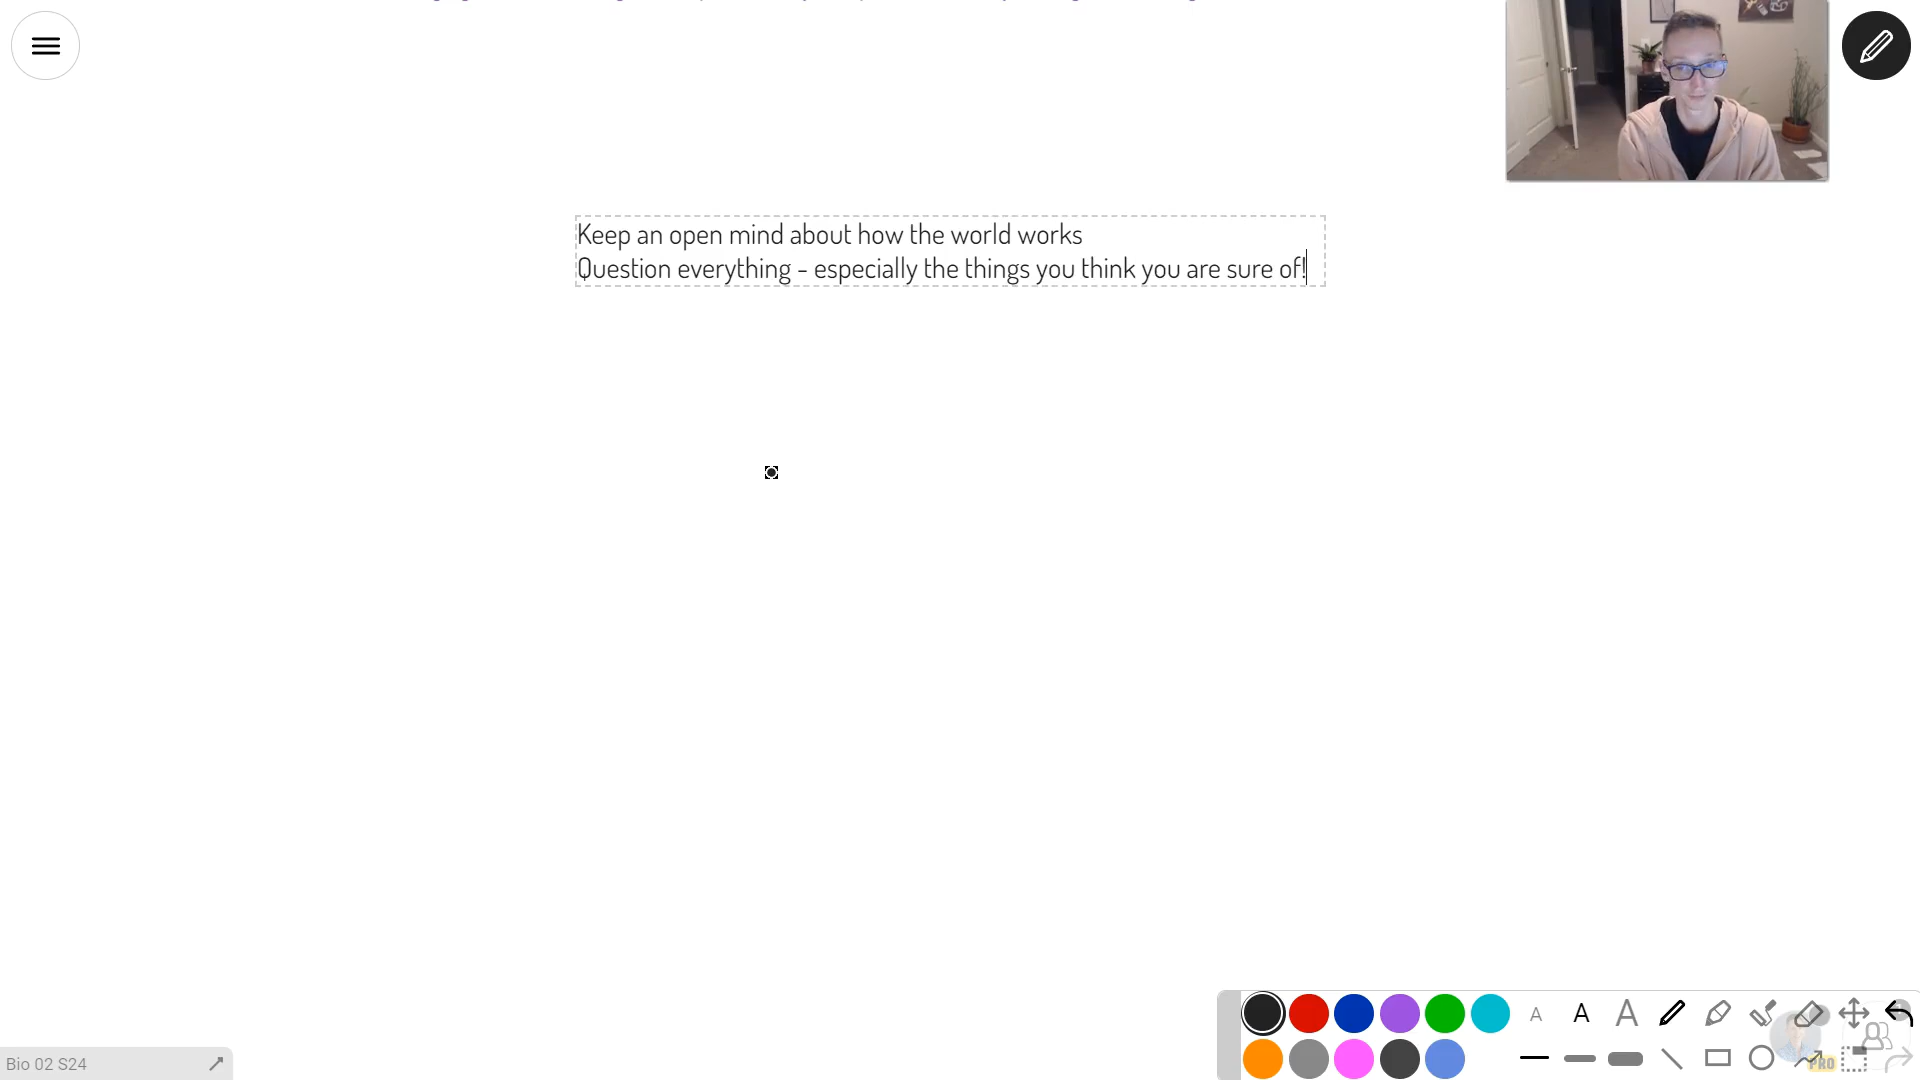 Keep an open mind about how the world works
Question everything - especially the things you think you are sure of!
A A A
PRO
Bio 02 S24